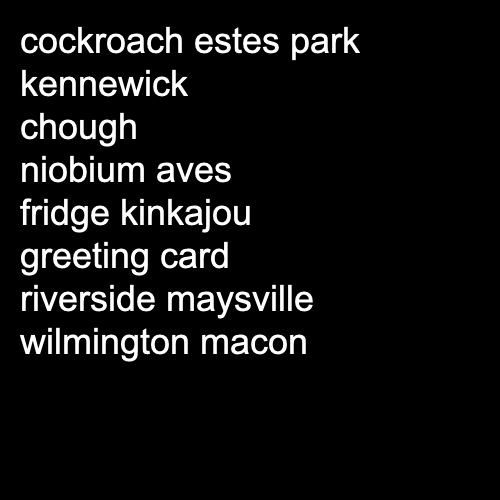 cockroach estes park
kennewick
chough
niobium aves
fridge kinkajou
greeting card
riverside maysville
wilmington macon